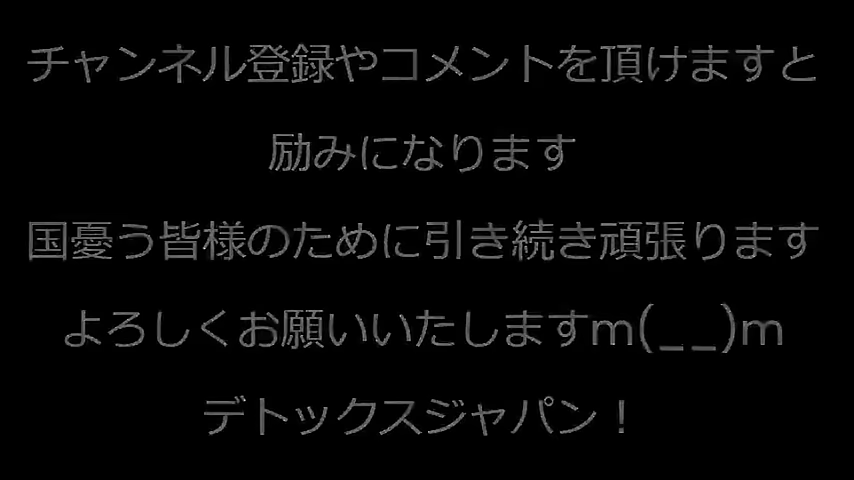 チャンネル登録やコメントを頂けますと
励みになります
国憂う皆様のために引き続き頑張ります
よろしくお願いいたしますm(__)m
デトックスジャパン！